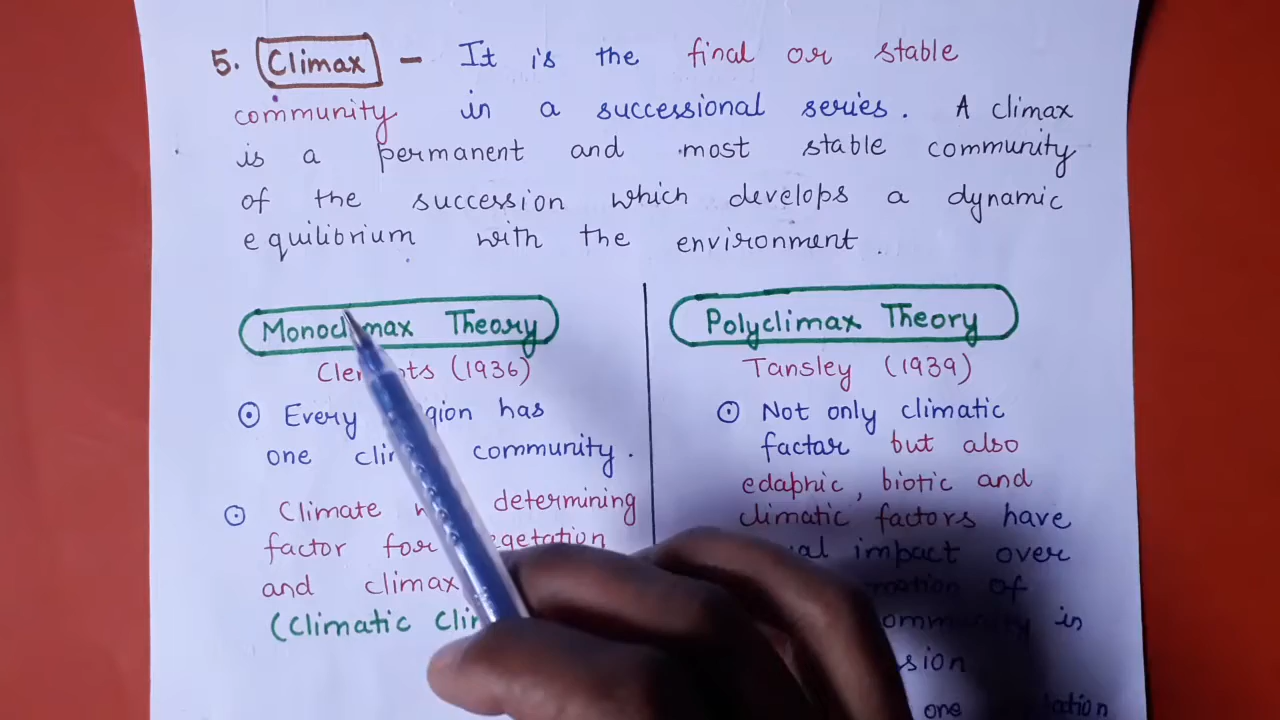 5. Climax - It is the final or stable
community in a successional series. A climax
is a permanent and most stable community
of the succession which develops a dynamic
equilibrium with the environment.
Monoclimax Theory
(1936)
Every has
one community.
Climate determining
factor for
and climax
(Climatic
Polyclimax Theory
Tansley (1939)
Not only climatic
factor but also
edaphic, biotic and
climatic factors have
impact over
of
in
one